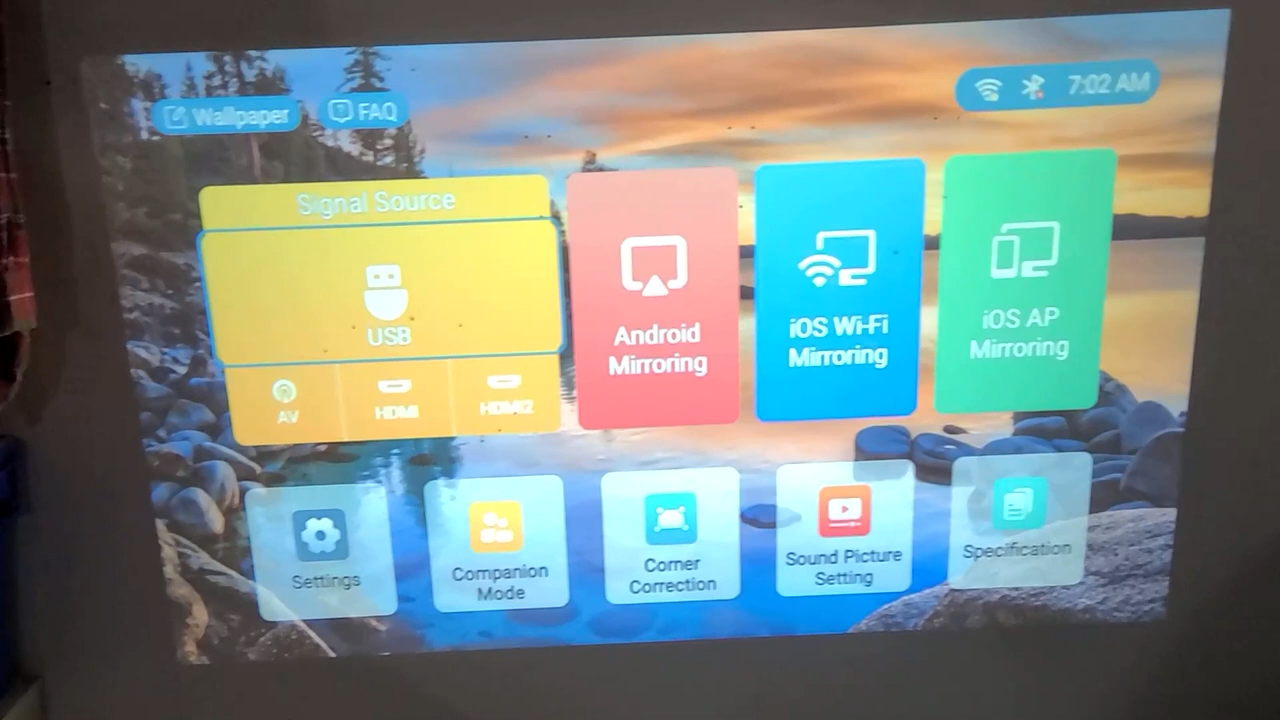 Wallpaper
FAQ
7:02 AM
Signal Source
USB
AV
HDMI
HDMI2
Android
Mirroring
iOS Wi-Fi
Mirroring
iOS AP
Mirroring
Settings
Companion
Mode
Corner
Correction
Sound Picture
Setting
Specification